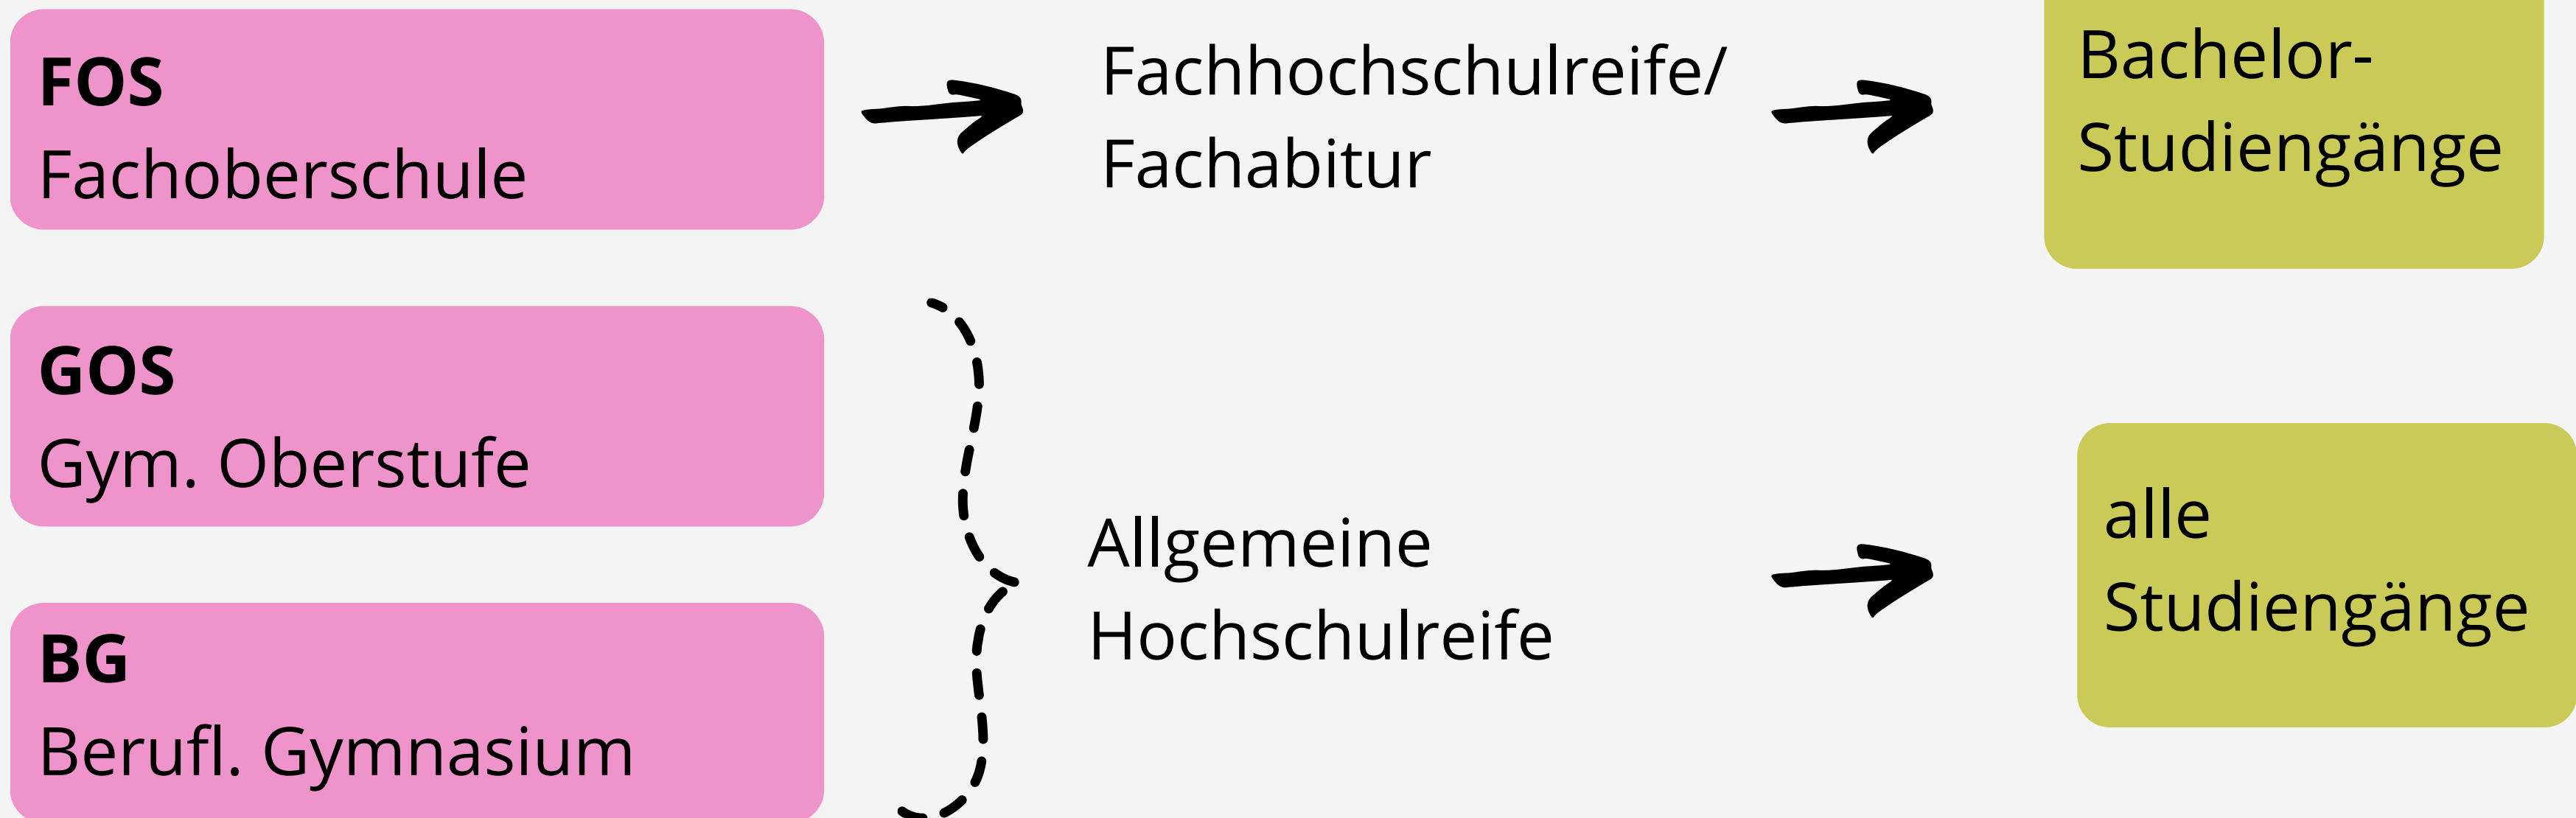 FOS
Fachoberschule
Fachhochschulreife/
Fachabitur
Bachelor-
Studiengänge
GOS
Gym. Oberstufe
BG
Berufl. Gymnasium
Allgemeine
Hochschulreife
alle
Studiengänge